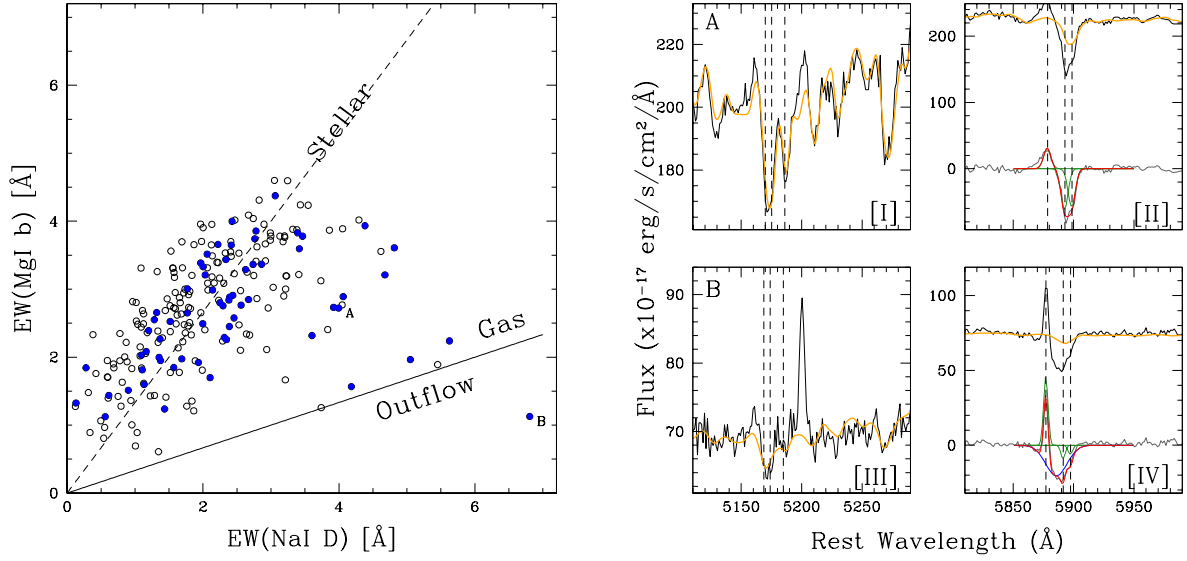 EW(MgI b) [Å]
6
4
2
0
0
2
4
6
EW(NaI D) [Å]
Stellar
Gas
Outflow
A
B
Flux (x10⁻¹⁷ erg/s/cm²/Å)
A
220
200
180
[I]
200
100
0
[II]
B
90
80
70
[III]
5150
5200
5250
100
50
0
[IV]
5850
5900
5950
Rest Wavelength (Å)